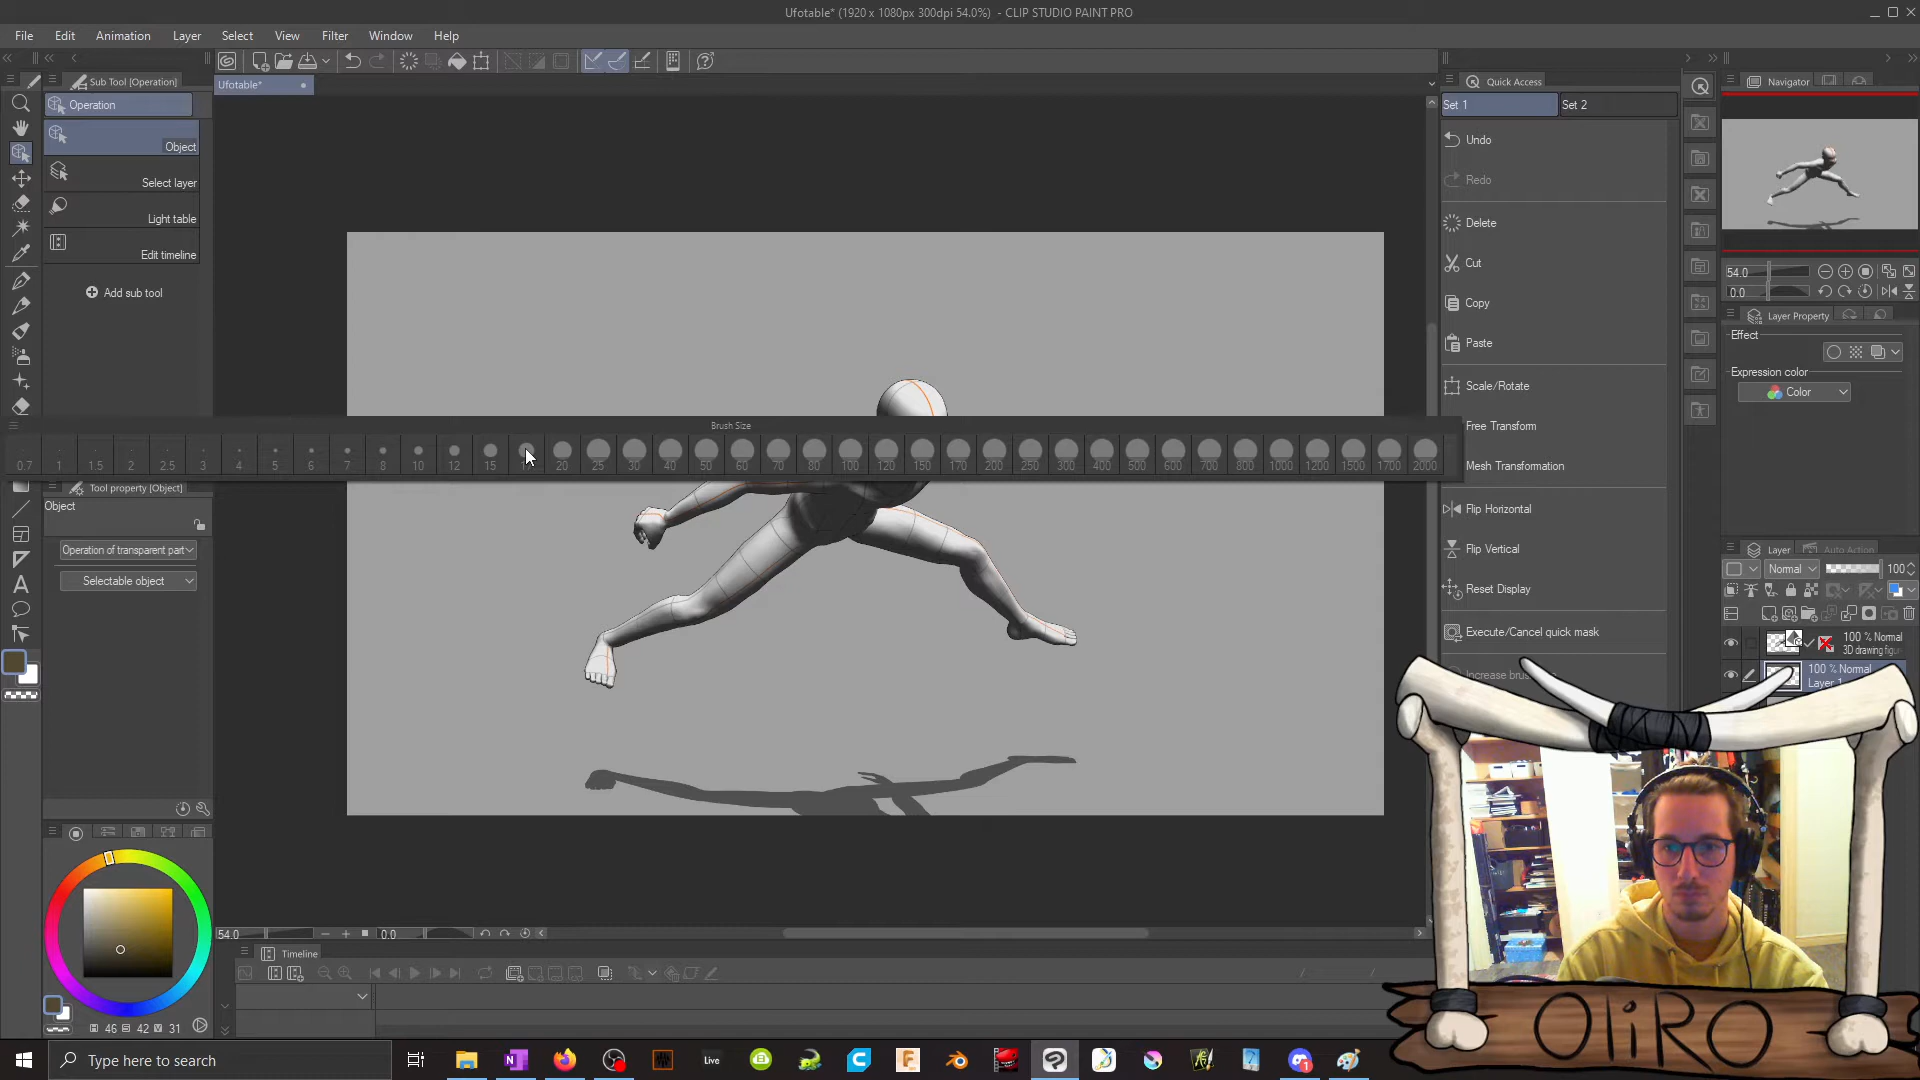 Ufotable* (1920 x 1080px 300dpi 54.0%) - CLIP STUDIO PAINT PRO
File Edit Animation Layer Select View Filter Window Help
Sub Tool [Operation]
Operation
Object
Select layer
Light table
Edit timeline
Add sub tool
Ufotable*
Quick Access
Set 1 Set 2
Undo
Redo
Delete
Cut
Copy
Paste
Scale/Rotate
Free Transform
Mesh Transformation
Flip Horizontal
Flip Vertical
Reset Display
Execute/Cancel quick mask
Navigator
54.0
0.0
Layer Property
Effect
Expression color
Color
Layer Auto Action
Normal 100
100 % Normal
3D drawing figu
100 % Normal
Layer 1
Brush Size
0.7 1 1.5 2 2.5 3 4 5 6 7 8 10 12 15 17 20 25 30 40 50 60 70 80 100 120 150 170 200 250 300 400 500 600 700 800 1000 1200 1500 1700 2000
Tool property [Object]
Object
Operation of transparent part
Selectable object
H 46 S 42 V 31
54.0 0.0
Timeline
Type here to search
Live
1
OliRO